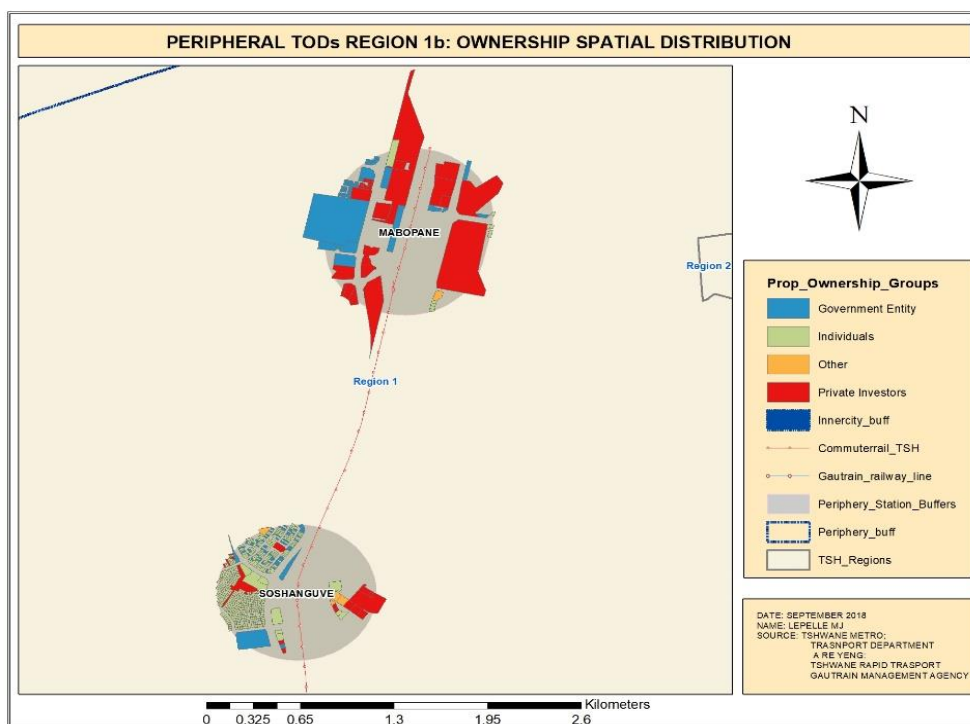 PERIPHERAL TODs REGION 1b: OWNERSHIP SPATIAL DISTRIBUTION
N
MABOPANE
Region 2
Region 1
SOSHANGUVE
Prop_Ownership_Groups
Government Entity
Individuals
Other
Private Investors
Innercity_buff
Commuterrail_TSH
Gautrain_railway_line
Periphery_Station_Buffers
Periphery_buff
TSH_Regions
DATE: SEPTEMBER 2018
NAME: LEPELLE MJ
SOURCE: TSHWANE METRO;
TRASNPORT DEPARTMENT
A RE YENG:
TSHWANE RAPID TRASPORT
GAUTRAIN MANAGEMENT AGENCY
Kilometers
0 0.325 0.65 1.3 1.95 2.6